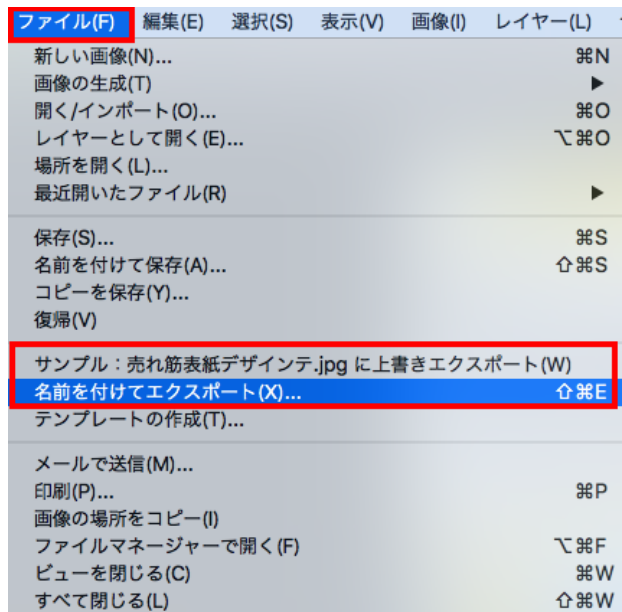 ファイル(F) 編集(E) 選択(S) 表示(V) 画像(I) レイヤー(L)
新しい画像(N)... ⌘N
画像の生成(T) ▶
開く/インポート(O)... ⌘O
レイヤーとして開く(E)... ⌥⌘O
場所を開く(L)...
最近開いたファイル(R) ▶
保存(S)... ⌘S
名前を付けて保存(A)... ⇧⌘S
コピーを保存(Y)...
復帰(V)
サンプル：売れ筋表紙デザインテ.jpg に上書きエクスポート(W)
名前を付けてエクスポート(X)... ⇧⌘E
テンプレートの作成(T)...
メールで送信(M)...
印刷(P)... ⌘P
画像の場所をコピー(I)
ファイルマネージャーで開く(F) ⌥⌘F
ビューを閉じる(C) ⌘W
すべて閉じる(L) ⇧⌘W